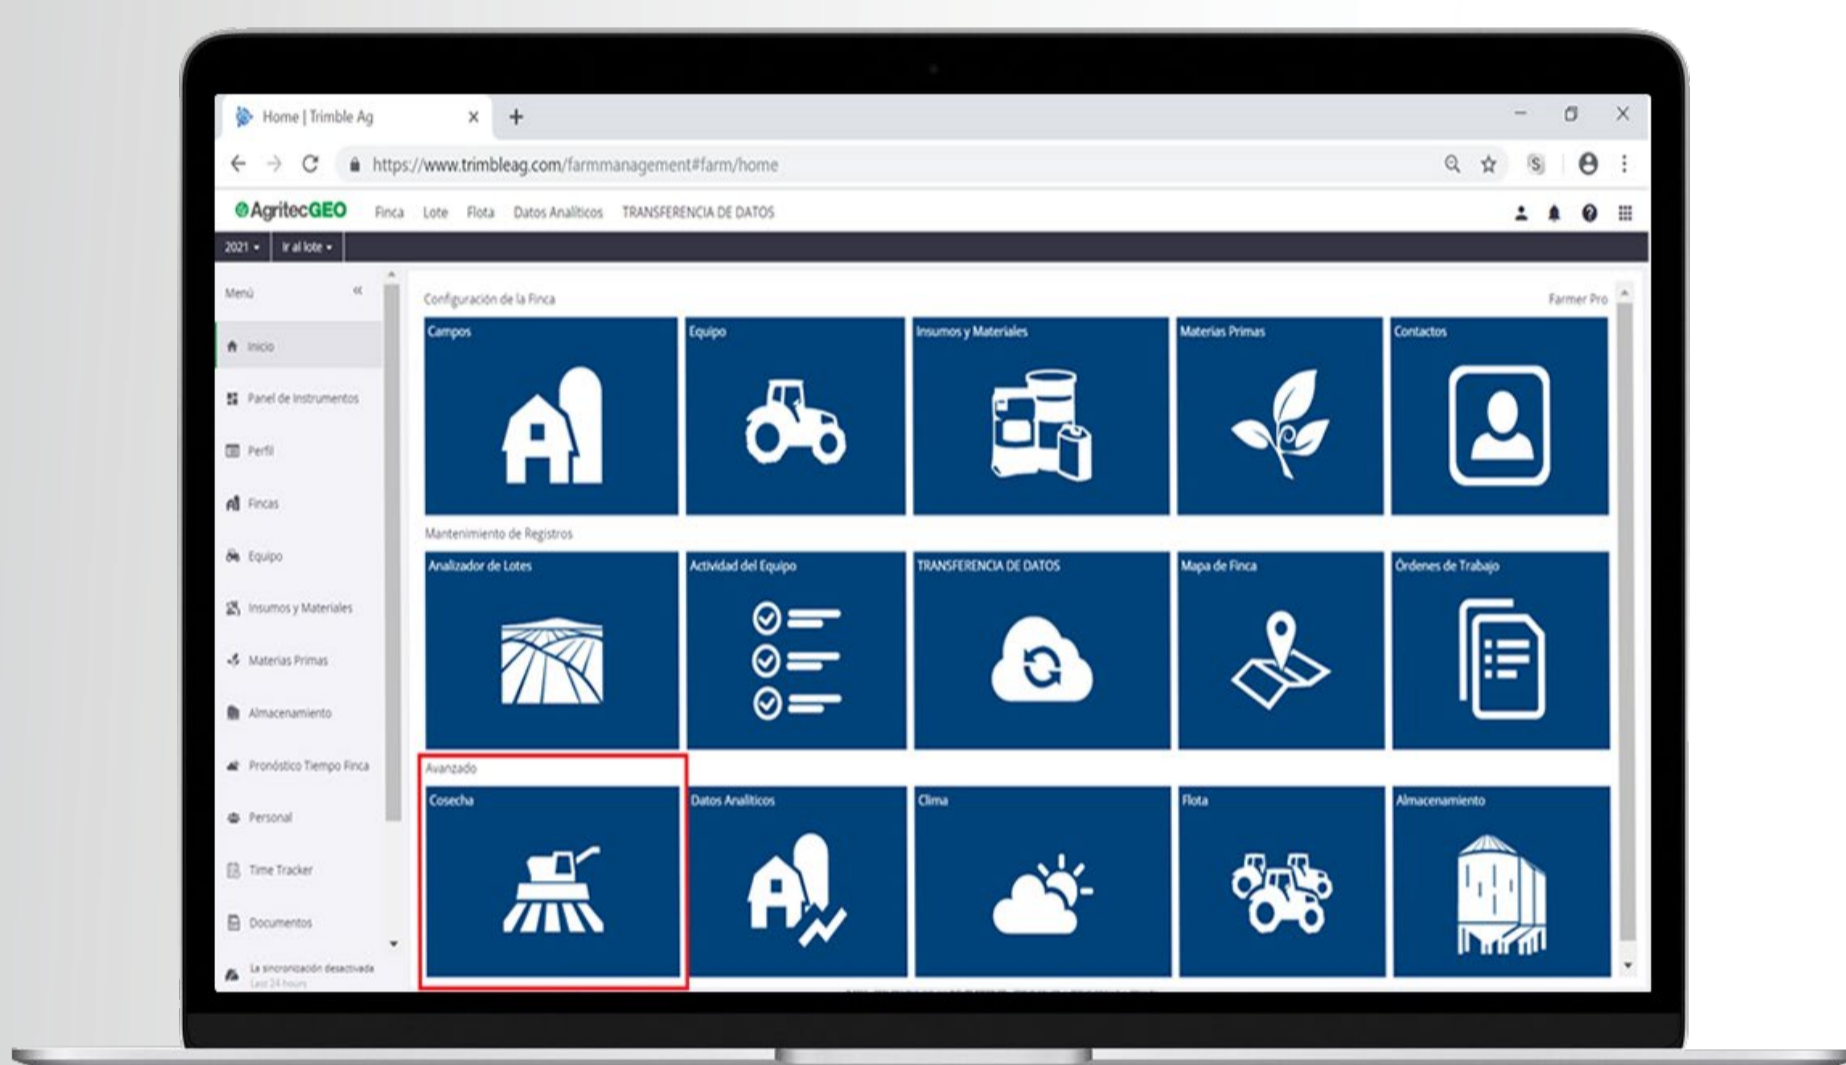 Home | Trimble Ag
https://www.trimbleag.com/farmmanagement#farm/home
AgritecGEO Finca Lote Flota Datos Analíticos TRANSFERENCIA DE DATOS
2021 Ir al lote
Menú
Inicio
Panel de Instrumentos
Perfil
Fincas
Equipo
Insumos y Materiales
Materias Primas
Almacenamiento
Pronóstico Tiempo Finca
Personal
Time Tracker
Documentos
La sincronización desactivada
Last 24 hours
Configuración de la Finca Farmer Pro
Campos Equipo Insumos y Materiales Materias Primas Contactos
Mantenimiento de Registros
Analizador de Lotes Actividad del Equipo TRANSFERENCIA DE DATOS Mapa de Finca Órdenes de Trabajo
Avanzado
Cosecha Datos Analíticos Clima Flota Almacenamiento